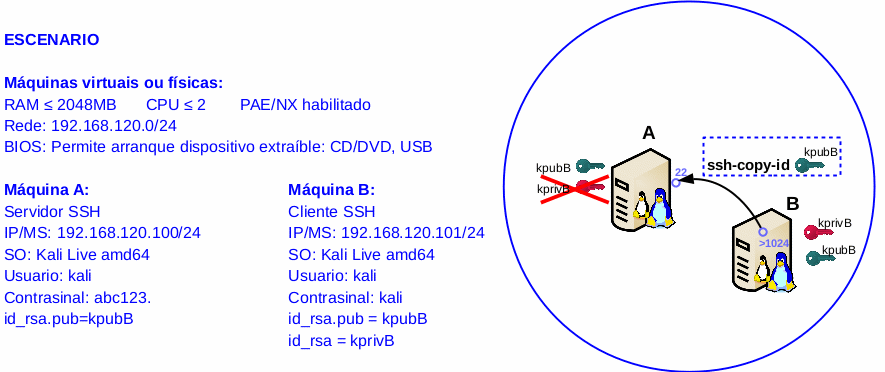 ESCENARIO
Máquinas virtuais ou físicas:
RAM ≤ 2048MB CPU ≤ 2 PAE/NX habilitado
Rede: 192.168.120.0/24
BIOS: Permite arranque dispositivo extraíble: CD/DVD, USB
Máquina A:
Servidor SSH
IP/MS: 192.168.120.100/24
SO: Kali Live amd64
Usuario: kali
Contrasinal: abc123.
id_rsa.pub=kpubB
Máquina B:
Cliente SSH
IP/MS: 192.168.120.101/24
SO: Kali Live amd64
Usuario: kali
Contrasinal: kali
id_rsa.pub = kpubB
id_rsa = kprivB
A
kpubB
kprivB
22
kpubB
ssh-copy-id
B
kprivB
>1024
kpubB